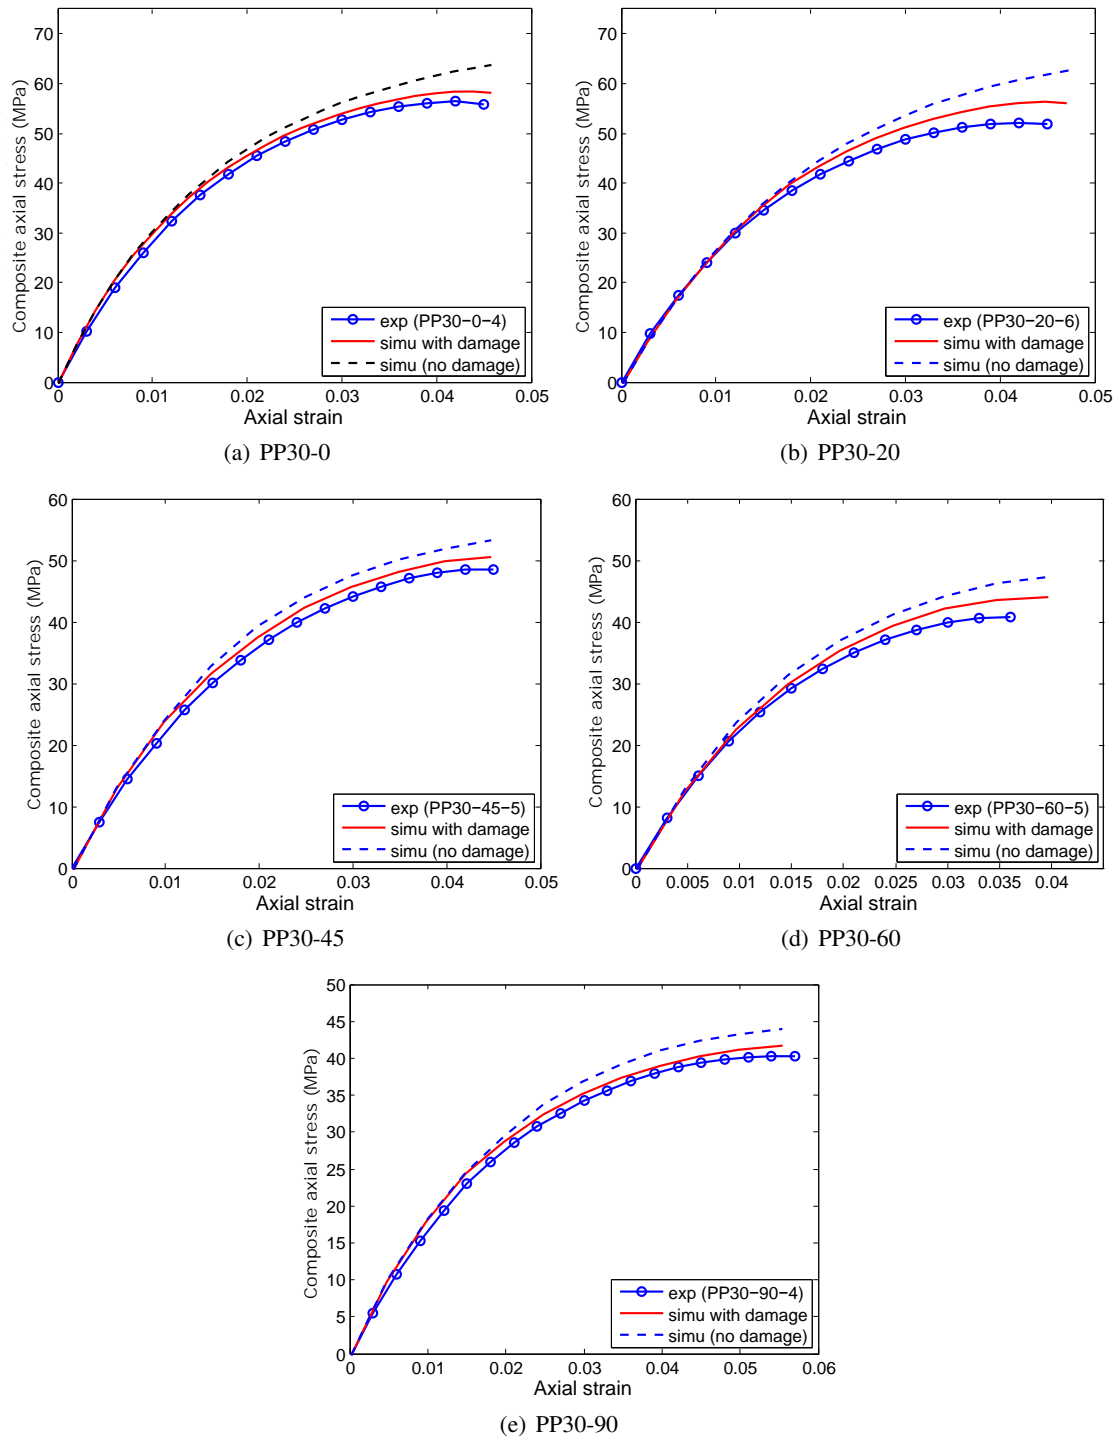 Composite axial stress (MPa)
70
60
50
40
30
20
10
0
exp (PP30−0−4)
simu with damage
simu (no damage)
0 0.01 0.02 0.03 0.04 0.05
Axial strain
(a) PP30-0
Composite axial stress (MPa)
70
60
50
40
30
20
10
0
exp (PP30−20−6)
simu with damage
simu (no damage)
0 0.01 0.02 0.03 0.04 0.05
Axial strain
(b) PP30-20
Composite axial stress (MPa)
60
50
40
30
20
10
0
exp (PP30−45−5)
simu with damage
simu (no damage)
0 0.01 0.02 0.03 0.04 0.05
Axial strain
(c) PP30-45
Composite axial stress (MPa)
60
50
40
30
20
10
0
exp (PP30−60−5)
simu with damage
simu (no damage)
0 0.005 0.01 0.015 0.02 0.025 0.03 0.035 0.04
Axial strain
(d) PP30-60
Composite axial stress (MPa)
50
45
40
35
30
25
20
15
10
5
0
exp (PP30−90−4)
simu with damage
simu (no damage)
0 0.01 0.02 0.03 0.04 0.05 0.06
Axial strain
(e) PP30-90